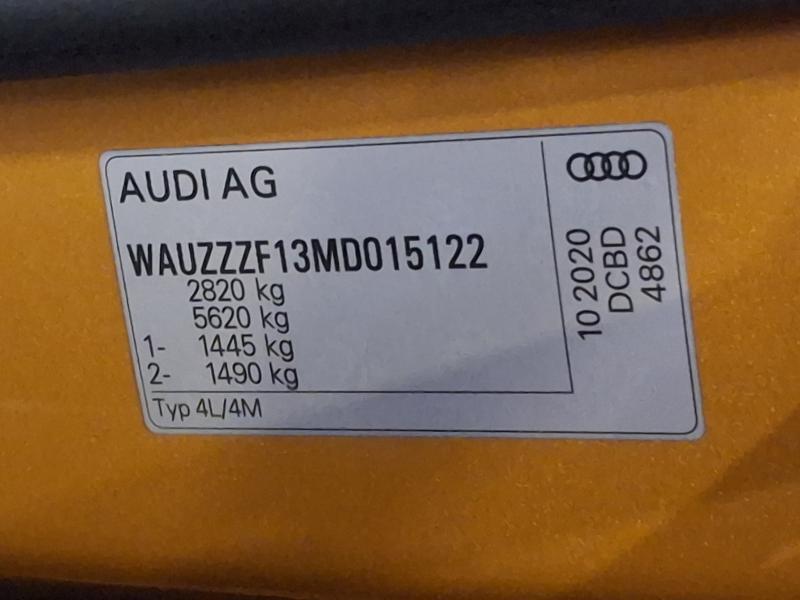 AUDI AG
WAUZZZF13MD015122
2820 kg
5620 kg
1- 1445 kg
2- 1490 kg
Typ 4L/4M
10 2020
DCBD
4862